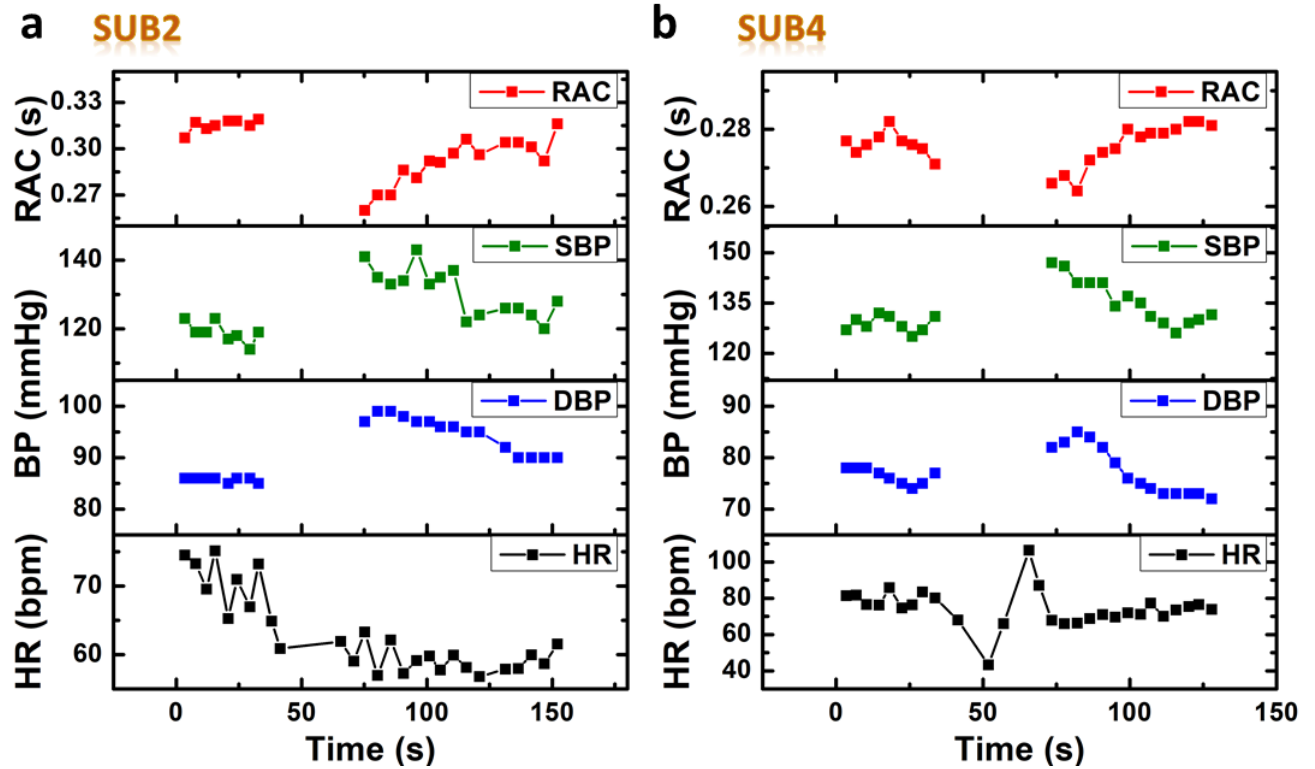 a SUB2
RAC (s)
0.33
0.30
0.27
RAC
BP (mmHg)
140
120
SBP
100
90
80
DBP
HR (bpm)
70
60
HR
0 50 100 150
Time (s)
b SUB4
RAC (s)
0.28
0.26
RAC
BP (mmHg)
150
135
120
SBP
90
80
70
DBP
HR (bpm)
100
80
60
40
HR
0 50 100 150
Time (s)